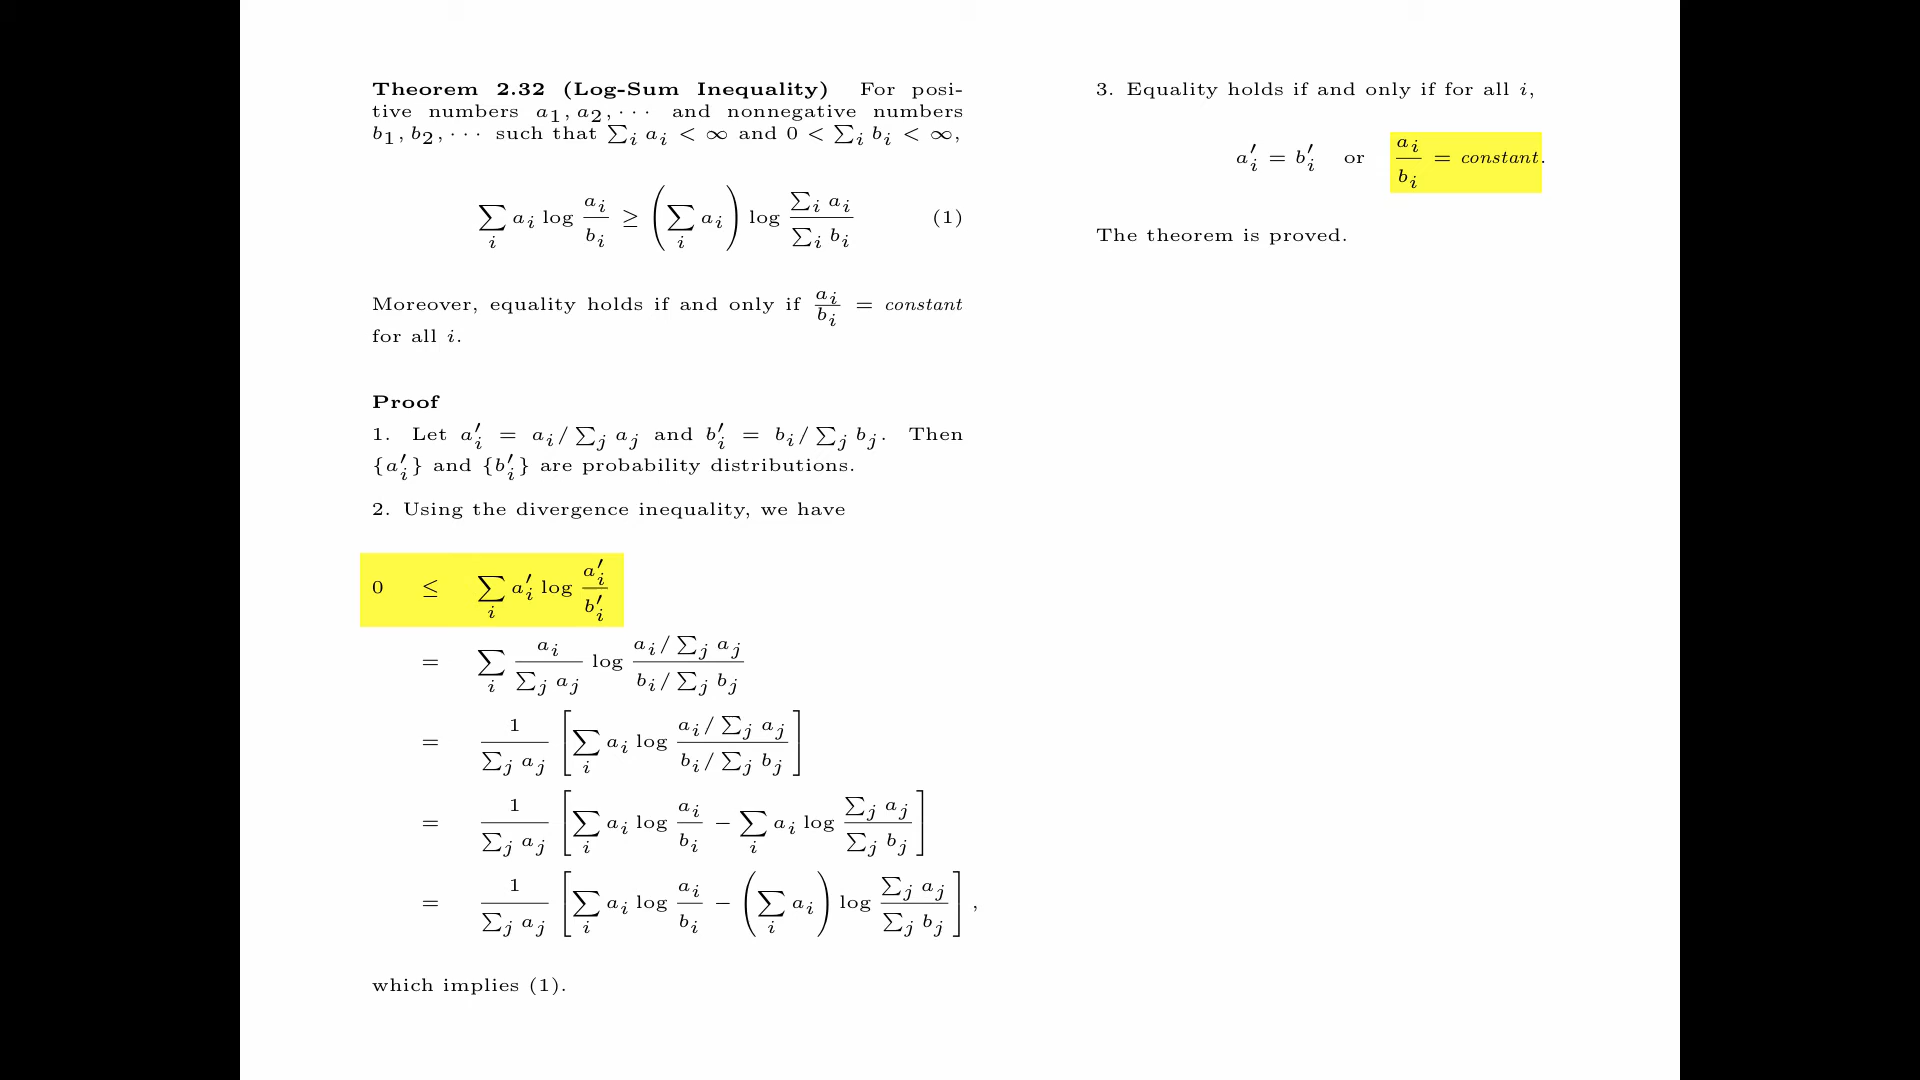 Theorem 2.32 (Log-Sum Inequality) For posi-
tive numbers a₁, a₂, · · · and nonnegative numbers
b₁, b₂, · · · such that ∑ᵢ aᵢ < ∞ and 0 < ∑ᵢ bᵢ < ∞,
∑ᵢ aᵢ log aᵢ/bᵢ ≥ (∑ᵢ aᵢ) log (∑ᵢ aᵢ)/(∑ᵢ bᵢ) (1)
Moreover, equality holds if and only if aᵢ/bᵢ = constant
for all i.
Proof
1. Let a′ᵢ = aᵢ/ ∑ⱼ aⱼ and b′ᵢ = bᵢ/ ∑ⱼ bⱼ. Then
{a′ᵢ} and {b′ᵢ} are probability distributions.
2. Using the divergence inequality, we have
0 ≤ ∑ᵢ a′ᵢ log a′ᵢ/b′ᵢ
= ∑ᵢ aᵢ/(∑ⱼ aⱼ) log (aᵢ/ ∑ⱼ aⱼ)/(bᵢ/ ∑ⱼ bⱼ)
= 1/(∑ⱼ aⱼ) [∑ᵢ aᵢ log (aᵢ/ ∑ⱼ aⱼ)/(bᵢ/ ∑ⱼ bⱼ)]
= 1/(∑ⱼ aⱼ) [∑ᵢ aᵢ log aᵢ/bᵢ − ∑ᵢ aᵢ log (∑ⱼ aⱼ)/(∑ⱼ bⱼ)]
= 1/(∑ⱼ aⱼ) [∑ᵢ aᵢ log aᵢ/bᵢ − (∑ᵢ aᵢ) log (∑ⱼ aⱼ)/(∑ⱼ bⱼ)] ,
which implies (1).
3. Equality holds if and only if for all i,
a′ᵢ = b′ᵢ or aᵢ/bᵢ = constant.
The theorem is proved.